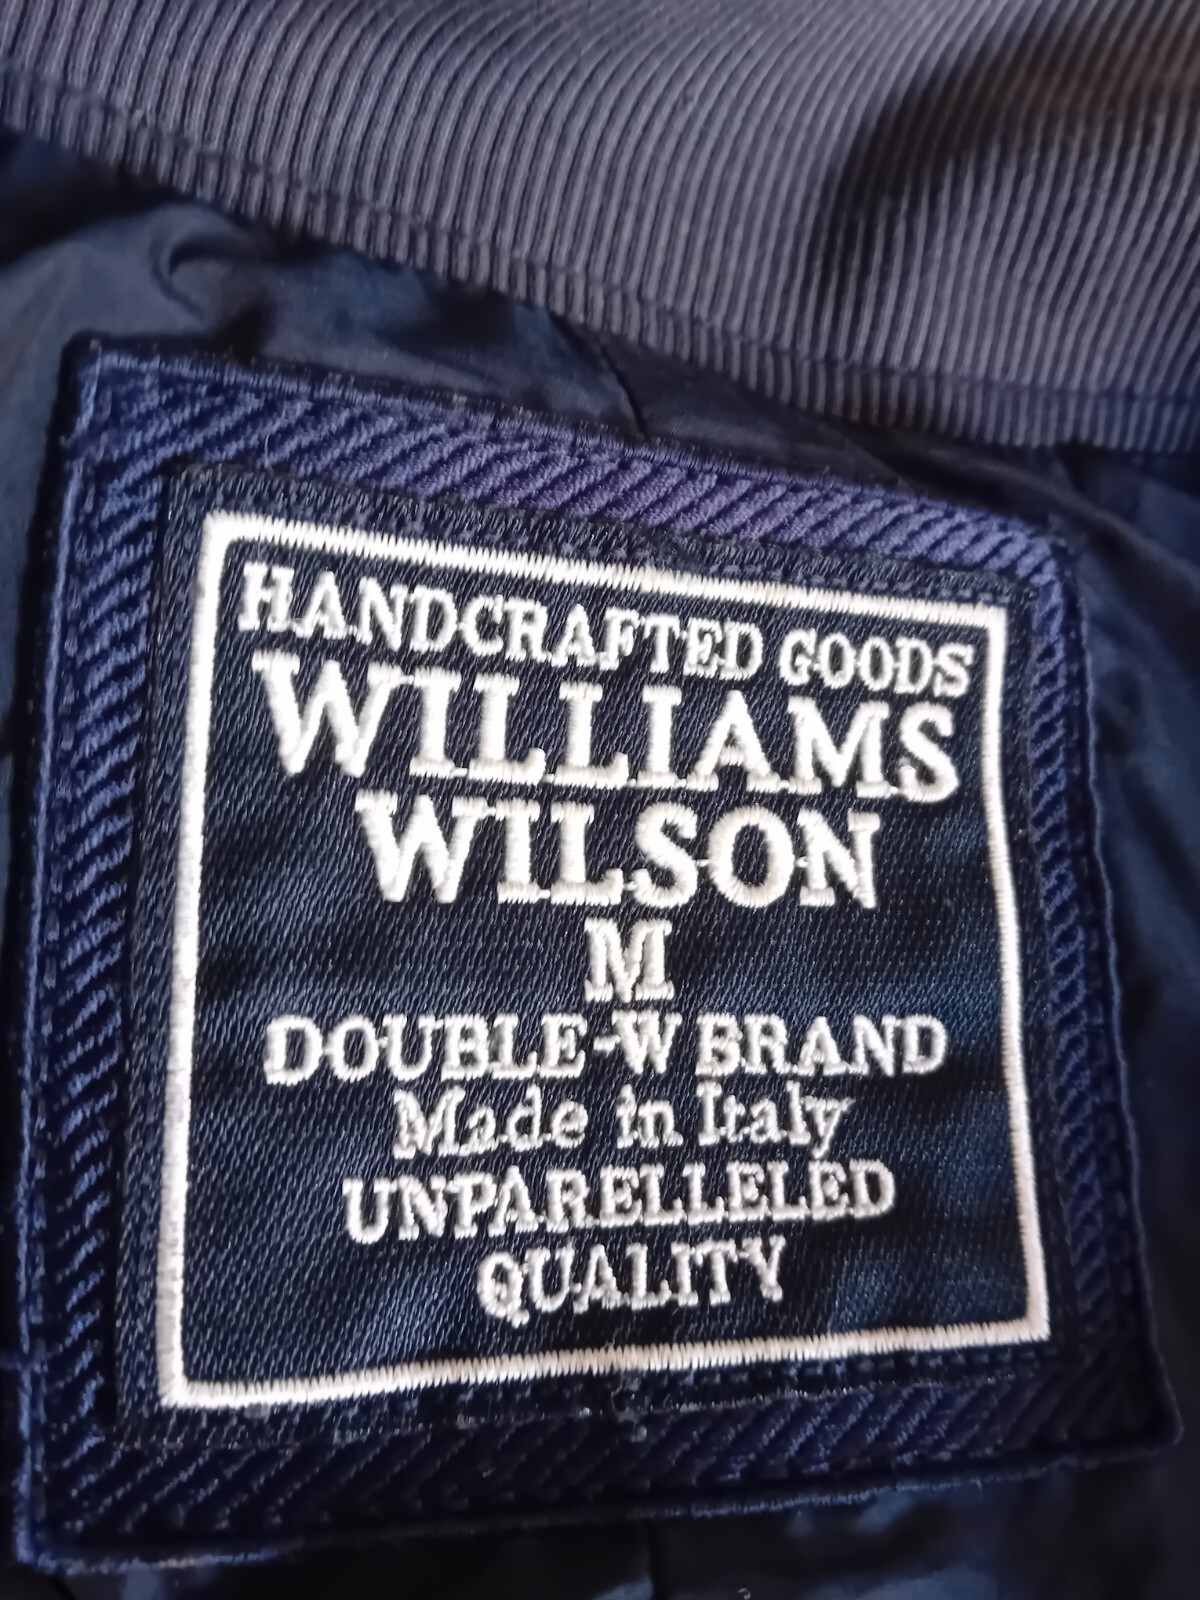 HANDCRAFTED GOODS
WILLIAMS
WILSON
M
DOUBLE-W BRAND
Made in Italy
UNPARELLELED
QUALITY